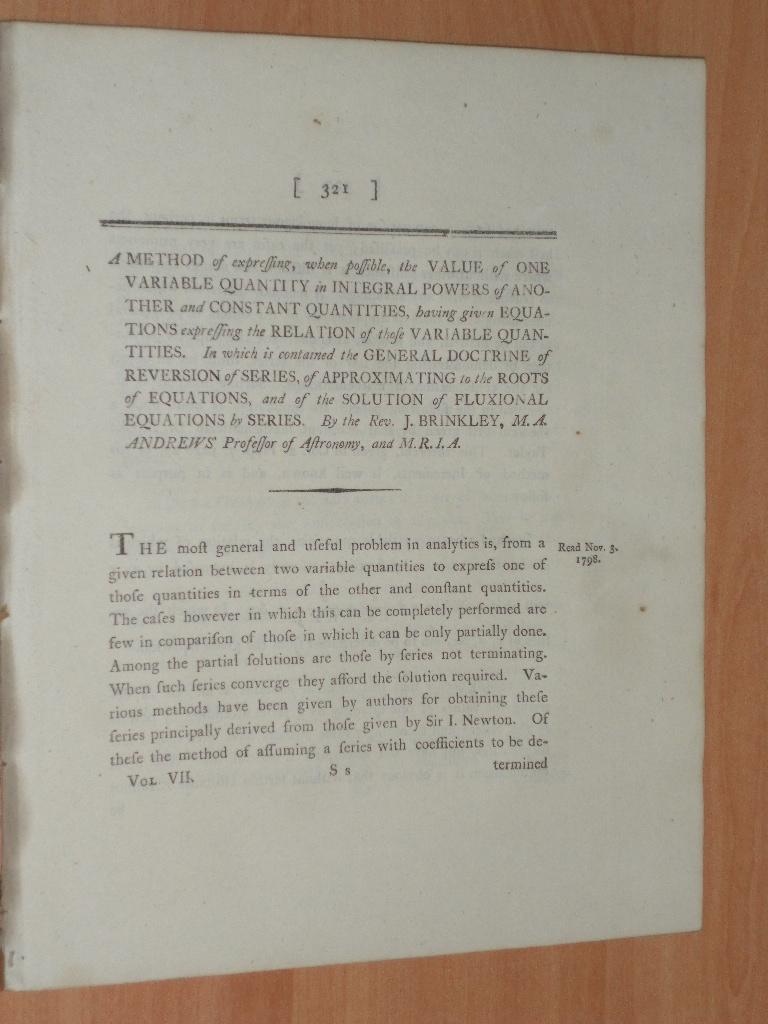 [ 321 ]
A METHOD of expreſſing, when poſſible, the VALUE of ONE
VARIABLE QUANTITY in INTEGRAL POWERS of ANO-
THER and CONSTANT QUANTITIES, having given EQUA-
TIONS expreſſing the RELATION of thoſe VARIABLE QUAN-
TITIES. In which is contained the GENERAL DOCTRINE of
REVERSION of SERIES, of APPROXIMATING to the ROOTS
of EQUATIONS, and of the SOLUTION of FLUXIONAL
EQUATIONS by SERIES. By the Rev. J. BRINKLEY, M. A.
ANDREWS' Profeſſor of Aſtronomy, and M. R. I. A.
THE moſt general and uſeful problem in analytics is, from a
Read Nov. 3,
1798.
given relation between two variable quantities to expreſs one of
thoſe quantities in terms of the other and conſtant quantities.
The caſes however in which this can be completely performed are
few in compariſon of thoſe in which it can be only partially done.
Among the partial ſolutions are thoſe by ſeries not terminating.
When ſuch ſeries converge they afford the ſolution required. Va-
rious methods have been given by authors for obtaining theſe
ſeries principally derived from thoſe given by Sir I. Newton. Of
theſe the method of aſſuming a ſeries with coefficients to be de-
termined
VOL VII. S s